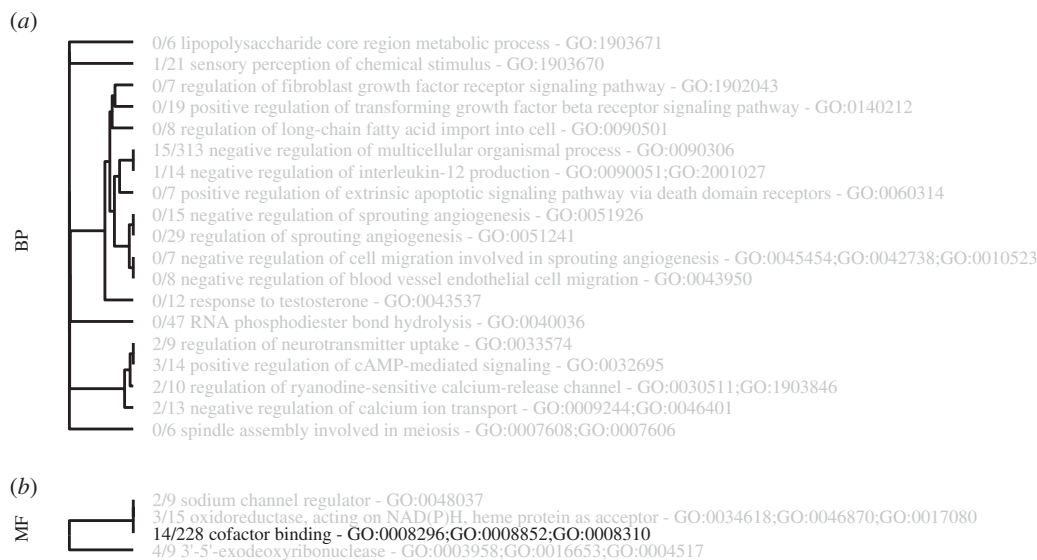 (a)
0/6 lipopolysaccharide core region metabolic process - GO:1903671
1/21 sensory perception of chemical stimulus - GO:1903670
0/7 regulation of fibroblast growth factor receptor signaling pathway - GO:1902043
0/19 positive regulation of transforming growth factor beta receptor signaling pathway - GO:0140212
0/8 regulation of long-chain fatty acid import into cell - GO:0090501
15/313 negative regulation of multicellular organismal process - GO:0090306
1/14 negative regulation of interleukin-12 production - GO:0090051;GO:2001027
0/7 positive regulation of extrinsic apoptotic signaling pathway via death domain receptors - GO:0060314
0/15 negative regulation of sprouting angiogenesis - GO:0051926
0/29 regulation of sprouting angiogenesis - GO:0051241
0/7 negative regulation of cell migration involved in sprouting angiogenesis - GO:0045454;GO:0042738;GO:0010523
0/8 negative regulation of blood vessel endothelial cell migration - GO:0043950
0/12 response to testosterone - GO:0043537
0/47 RNA phosphodiester bond hydrolysis - GO:0040036
2/9 regulation of neurotransmitter uptake - GO:0033574
3/14 positive regulation of cAMP-mediated signaling - GO:0032695
2/10 regulation of ryanodine-sensitive calcium-release channel - GO:0030511;GO:1903846
2/13 negative regulation of calcium ion transport - GO:0009244;GO:0046401
0/6 spindle assembly involved in meiosis - GO:0007608;GO:0007606
BP
(b)
2/9 sodium channel regulator - GO:0048037
3/15 oxidoreductase, acting on NAD(P)H, heme protein as acceptor - GO:0034618;GO:0046870;GO:0017080
14/228 cofactor binding - GO:0008296;GO:0008852;GO:0008310
4/9 3'-5'-exodeoxyribonuclease - GO:0003958;GO:0016653;GO:0004517
MF